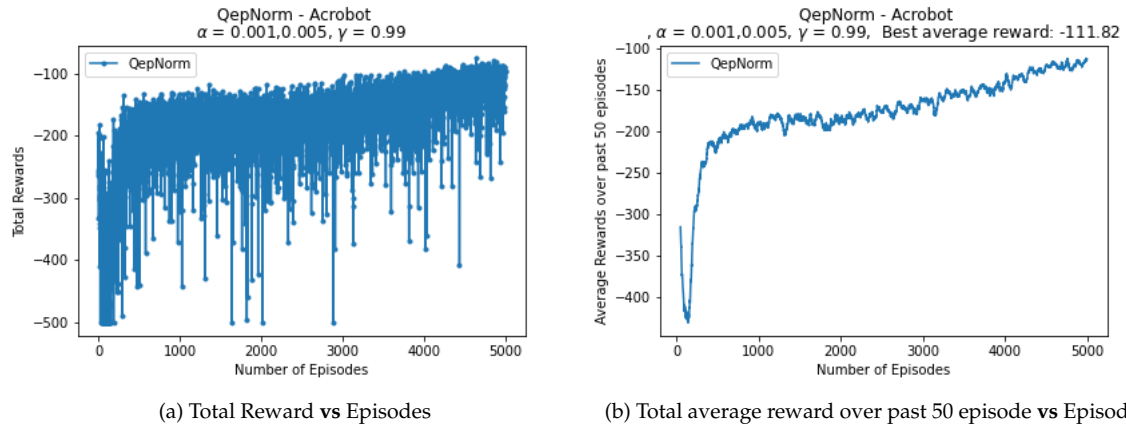 QepNorm - Acrobot
α = 0.001,0.005, γ = 0.99
QepNorm
Total Rewards
−100
−200
−300
−400
−500
0
1000
2000
3000
4000
5000
Number of Episodes
(a) Total Reward vs Episodes
QepNorm - Acrobot
, α = 0.001,0.005, γ = 0.99, Best average reward: -111.82
QepNorm
Average Rewards over past 50 episodes
−100
−150
−200
−250
−300
−350
−400
0
1000
2000
3000
4000
5000
Number of Episodes
(b) Total average reward over past 50 episode vs Episod